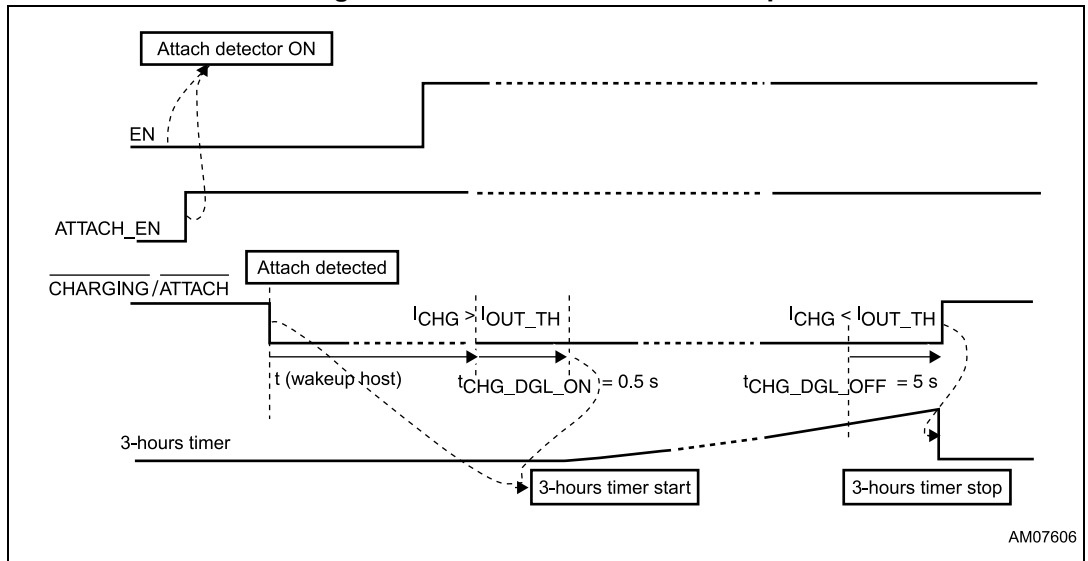 Attach detector ON
EN
ATTACH_EN
Attach detected
CHARGING/ATTACH
ICHG > IOUT_TH
ICHG < IOUT_TH
t (wakeup host)
tCHG_DGL_ON = 0.5 s
tCHG_DGL_OFF = 5 s
3-hours timer
3-hours timer start
3-hours timer stop
AM07606